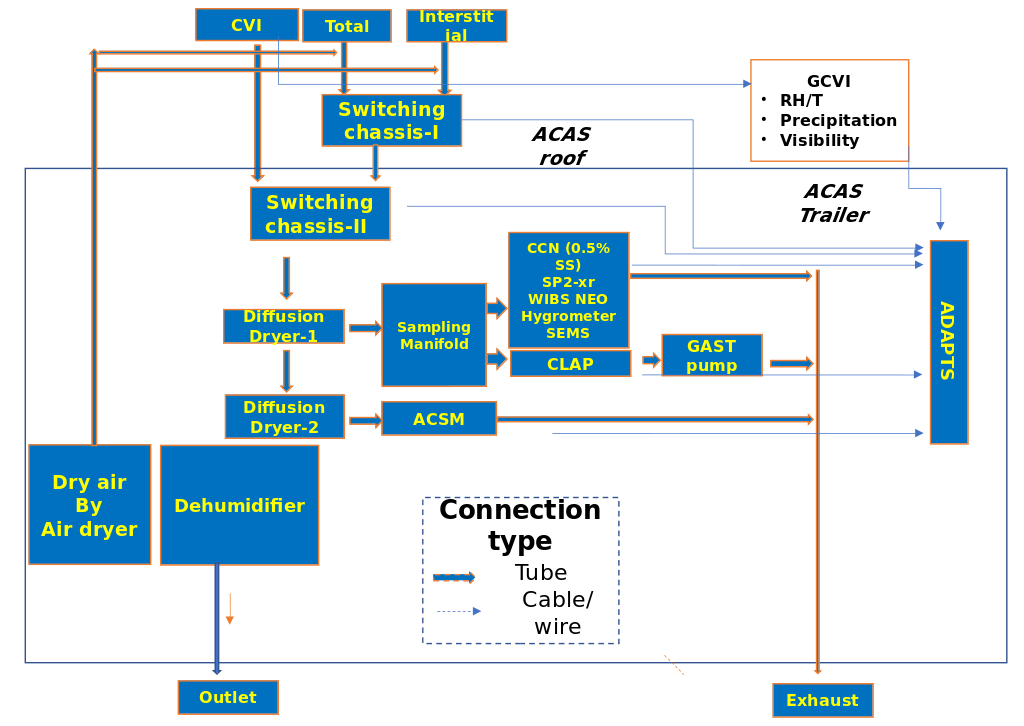 CVI
Total
Interstit
ial
GCVI
• RH/T
• Precipitation
• Visibility
Switching
chassis-I
ACAS
roof
ACAS
Trailer
Switching
chassis-II
CCN (0.5%
SS)
SP2-xr
WIBS NEO
Hygrometer
SEMS
Diffusion
Dryer-1
Sampling
Manifold
ADAPTS
CLAP
GAST
pump
Diffusion
Dryer-2
ACSM
Dry air
By
Air dryer
Dehumidifier
Connection
type
Tube
Cable/
wire
Outlet
Exhaust